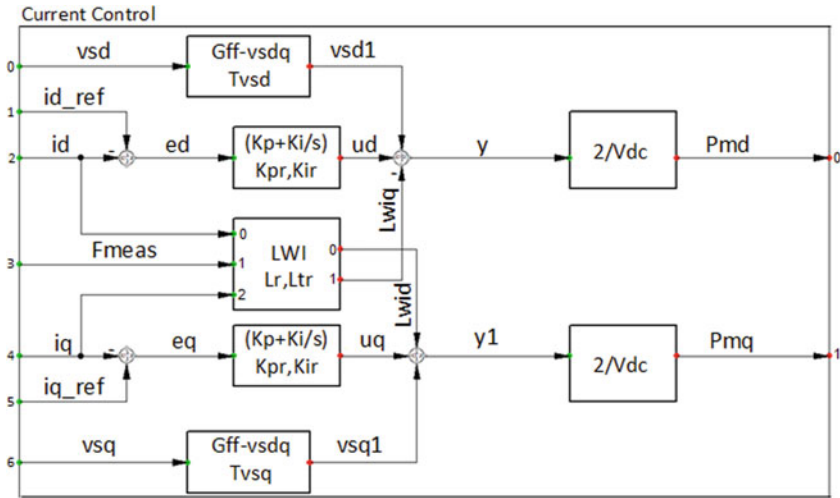 Current Control
vsd
Gff-vsdq
Tvsd
vsd1
0
id_ref
1
id
ed
(Kp+Ki/s)
Kpr,Kir
ud
y
2/Vdc
Pmd
2
0
-
-
Lwiq
Fmeas
3
0
1
2
LWI
Lr,Ltr
0
1
Lwid
iq
eq
(Kp+Ki/s)
Kpr,Kir
uq
y1
2/Vdc
Pmq
4
1
-
iq_ref
5
vsq
Gff-vsdq
Tvsq
vsq1
6